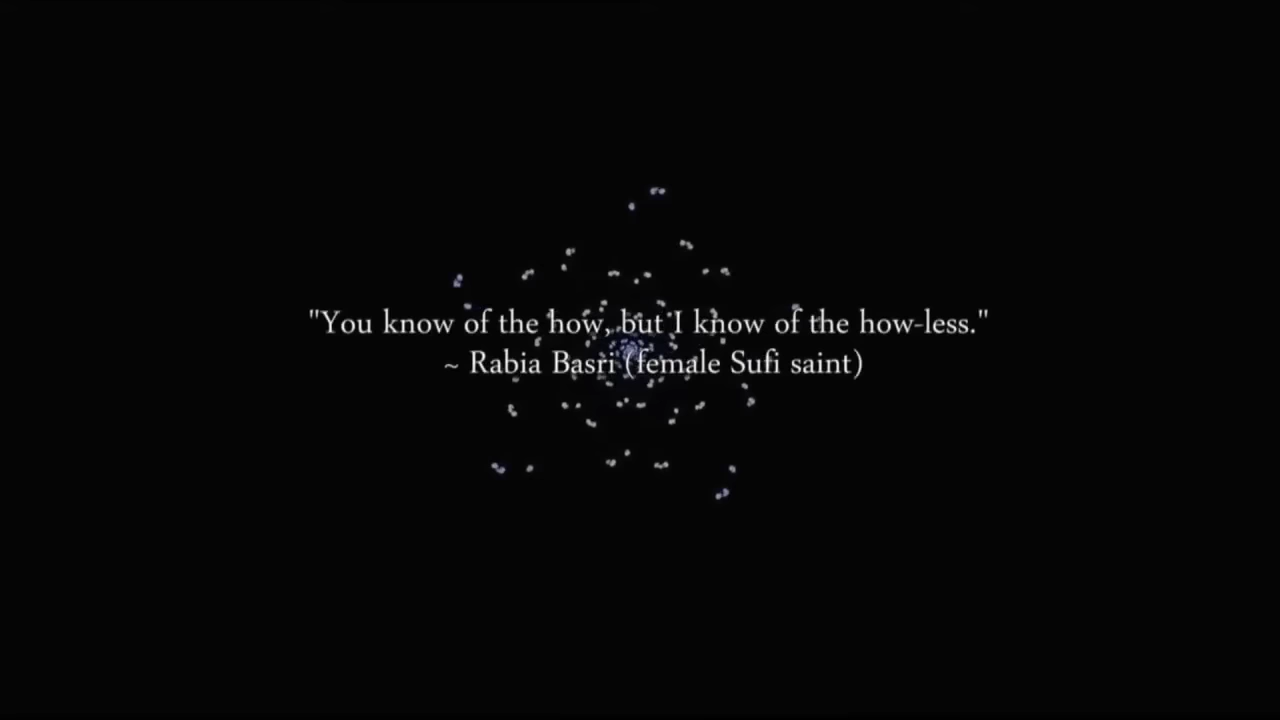 "You know of the how, but I know of the how-less."
~ Rabia Basri (female Sufi saint)